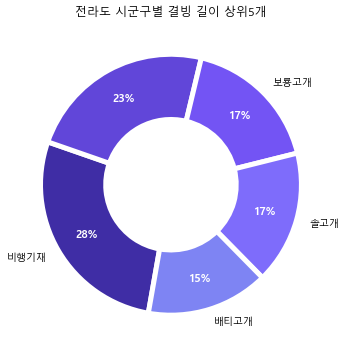 전라도 시군구별 결빙 길이 상위5개
보룡고개
23%
17%
솔고개
17%
비행기재
28%
15%
배티고개